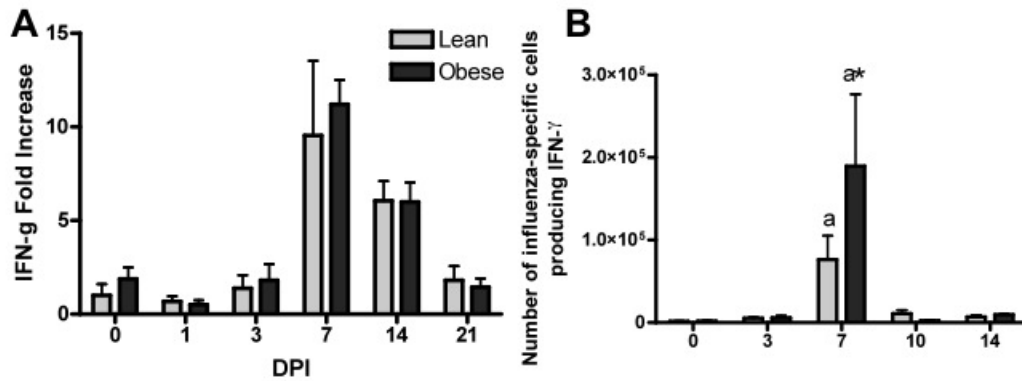 A
15
10
5
0
IFN-g Fold Increase
Lean
Obese
0 1 3 7 14 21
DPI
B
Number of influenza-specific cells
producing IFN-γ
3.0×10⁵
2.0×10⁵
1.0×10⁵
0
a
a*
0 3 7 10 14